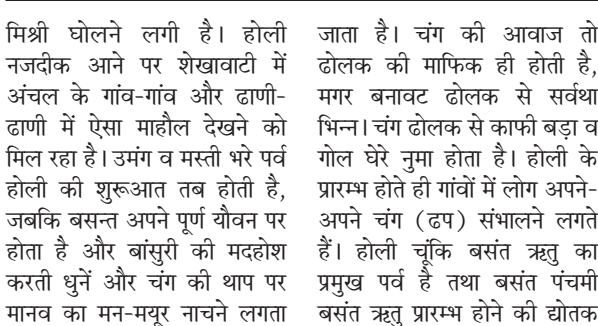 मिश्री घोलने लगी है। होली
नजदीक आने पर शेखावाटी में
अंचल के गांव-गांव और ढाणी-
ढाणी में ऐसा माहौल देखने को
मिल रहा है। उमंग व मस्ती भरे पर्व
होली की शुरूआत तब होती है,
जबकि बसन्त अपने पूर्ण यौवन पर
होता है और बांसुरी की मदहोश
करती धुनें और चंग की थाप पर
मानव का मन-मयूर नाचने लगता
जाता है। चंग की आवाज तो
ढोलक की माफिक ही होती है,
मगर बनावट ढोलक से सर्वथा
भिन्न। चंग ढोलक से काफी बड़ा व
गोल घेरे नुमा होता है। होली के
प्रारम्भ होते ही गांवों में लोग अपने-
अपने चंग (ढप) संभालने लगते
हैं। होली चूंकि बसंत ऋतु का
प्रमुख पर्व है तथा बसंत पंचमी
बसंत ऋतु प्रारम्भ होने की द्योतक